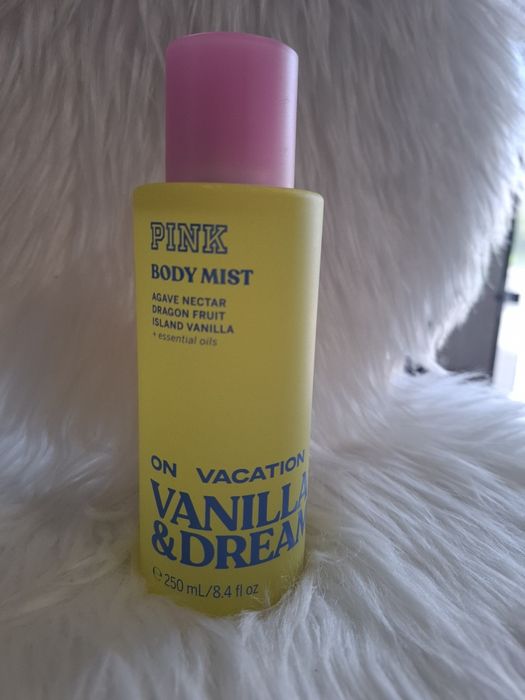 PINK
BODY MIST
AGAVE NECTAR
DRAGON FRUIT
ISLAND VANILLA
+ essential oils
ON VACATION
VANILLA
&DREAM
℮ 250 mL/8.4 fl oz